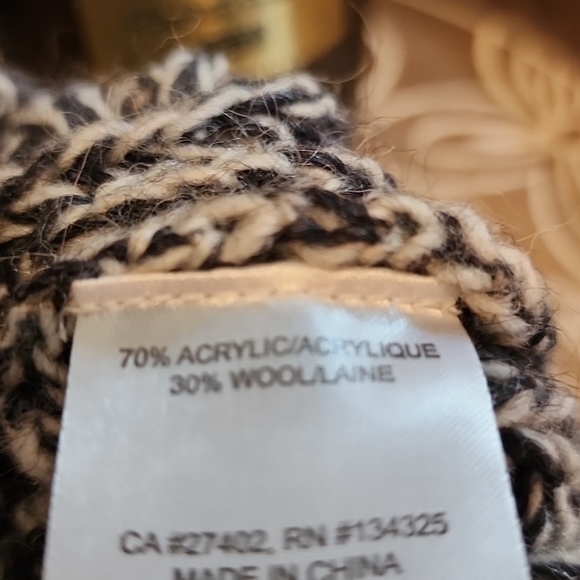 70% ACRYLIC/ACRYLIQUE
30% WOOL/LAINE
CA #27402, RN #134325
MADE IN CHINA